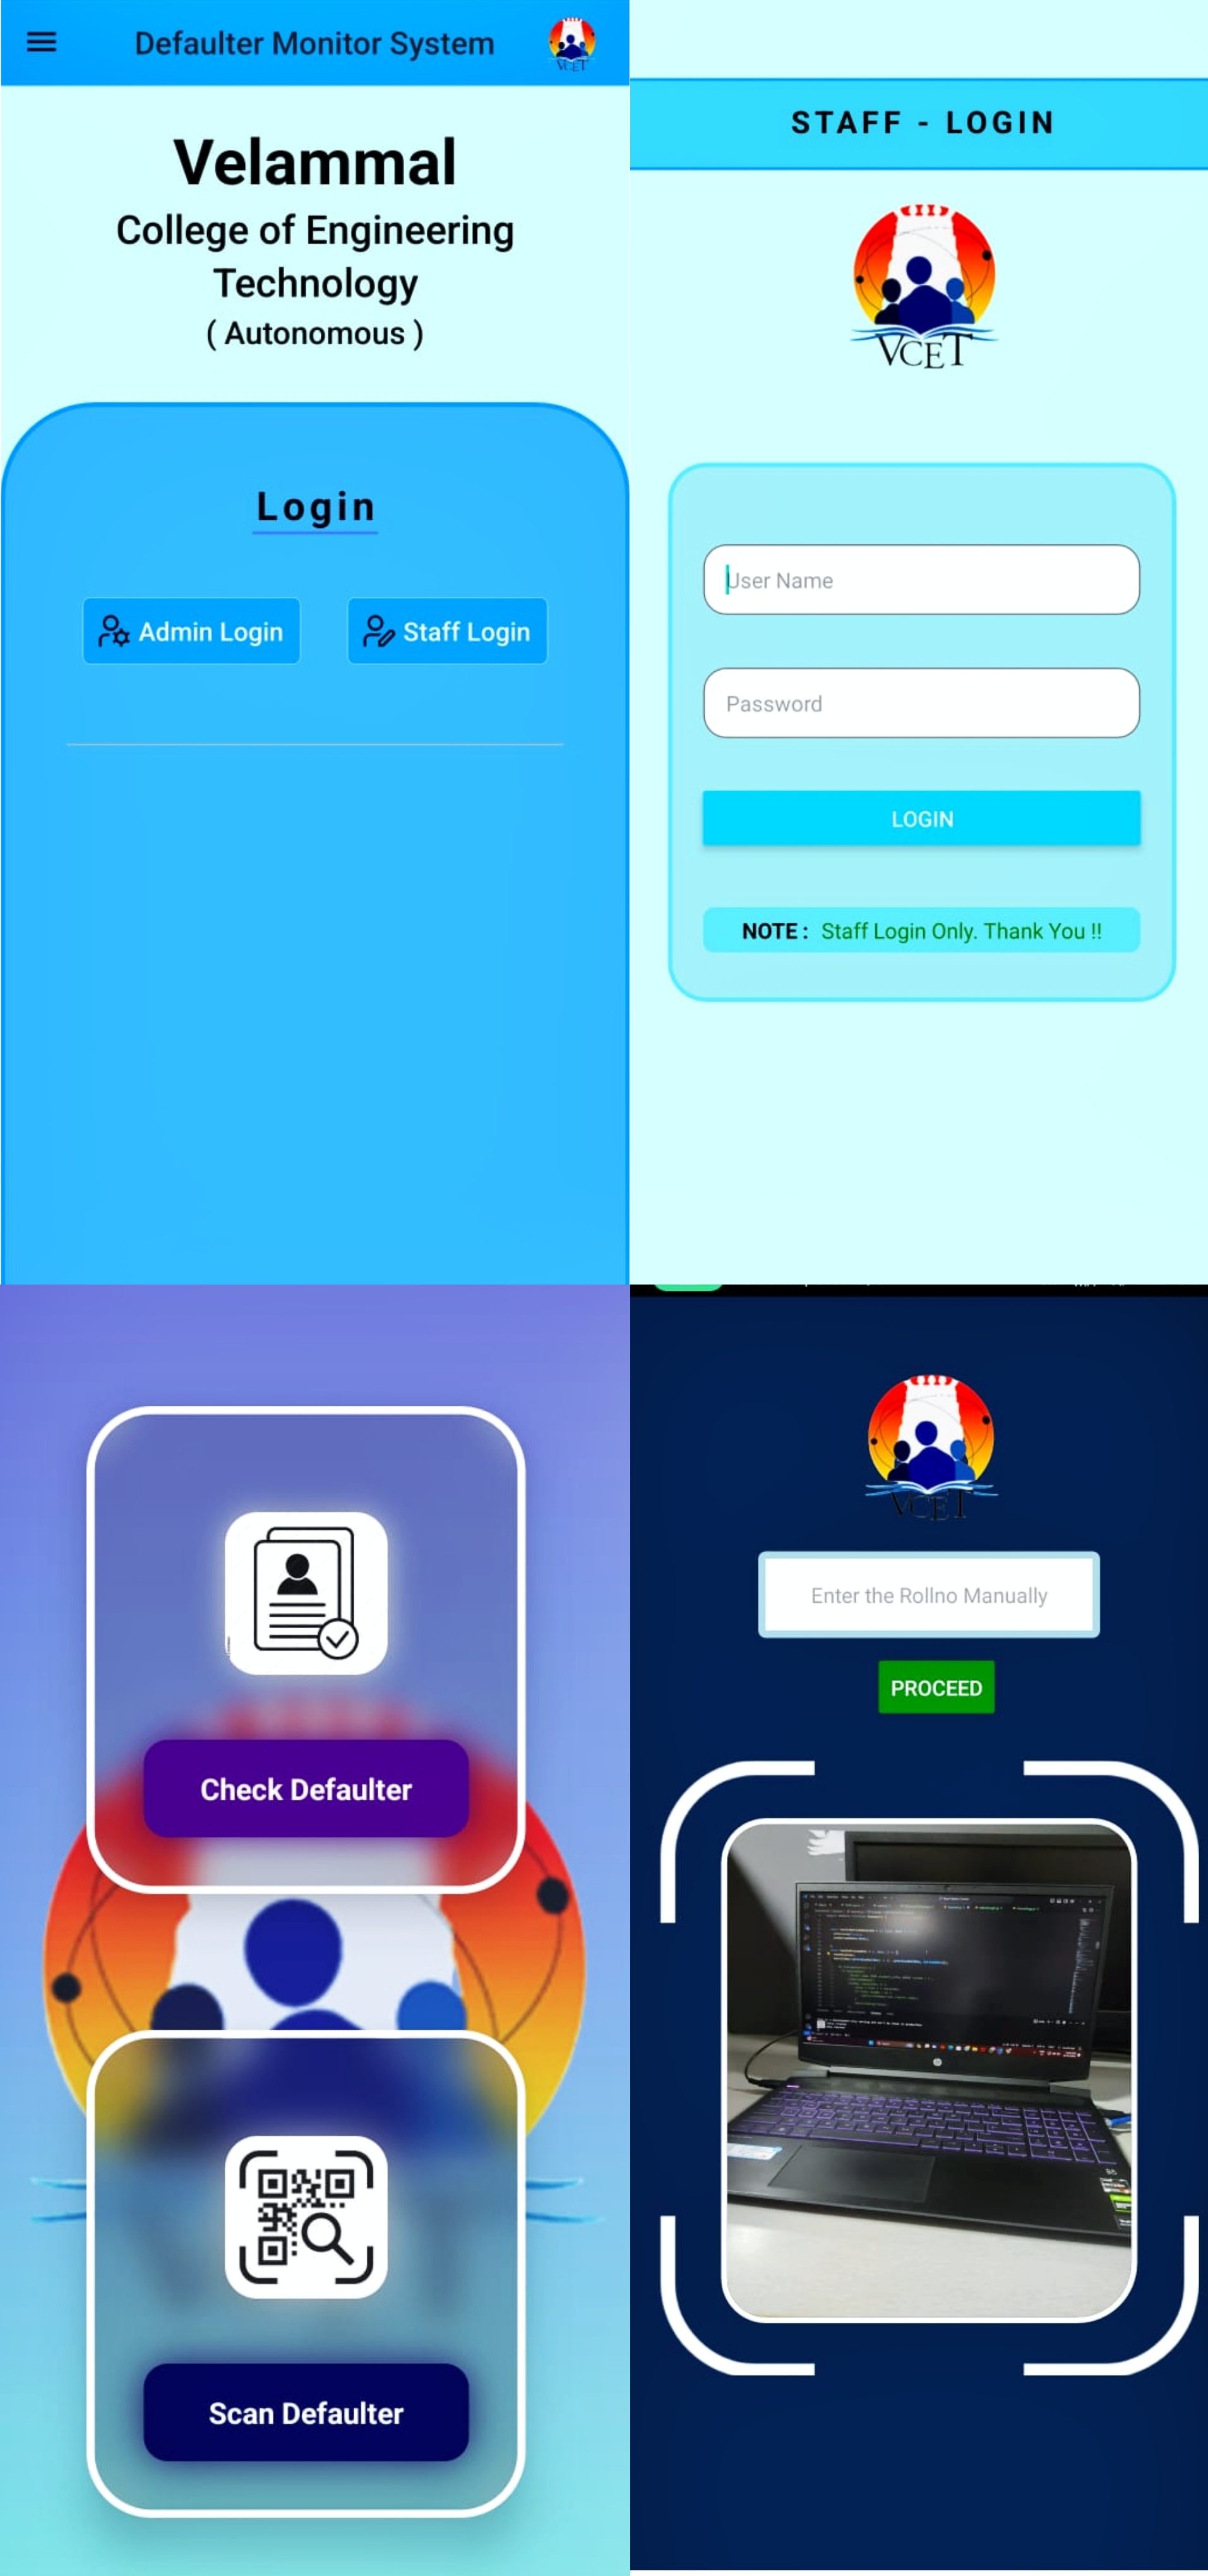 Defaulter Monitor System
VCET
Velammal
College of Engineering
Technology
( Autonomous )
Login
Admin Login
Staff Login
STAFF - LOGIN
VCET
User Name
Password
LOGIN
NOTE : Staff Login Only. Thank You !!
Check Defaulter
Scan Defaulter
VCET
Enter the Rollno Manually
PROCEED